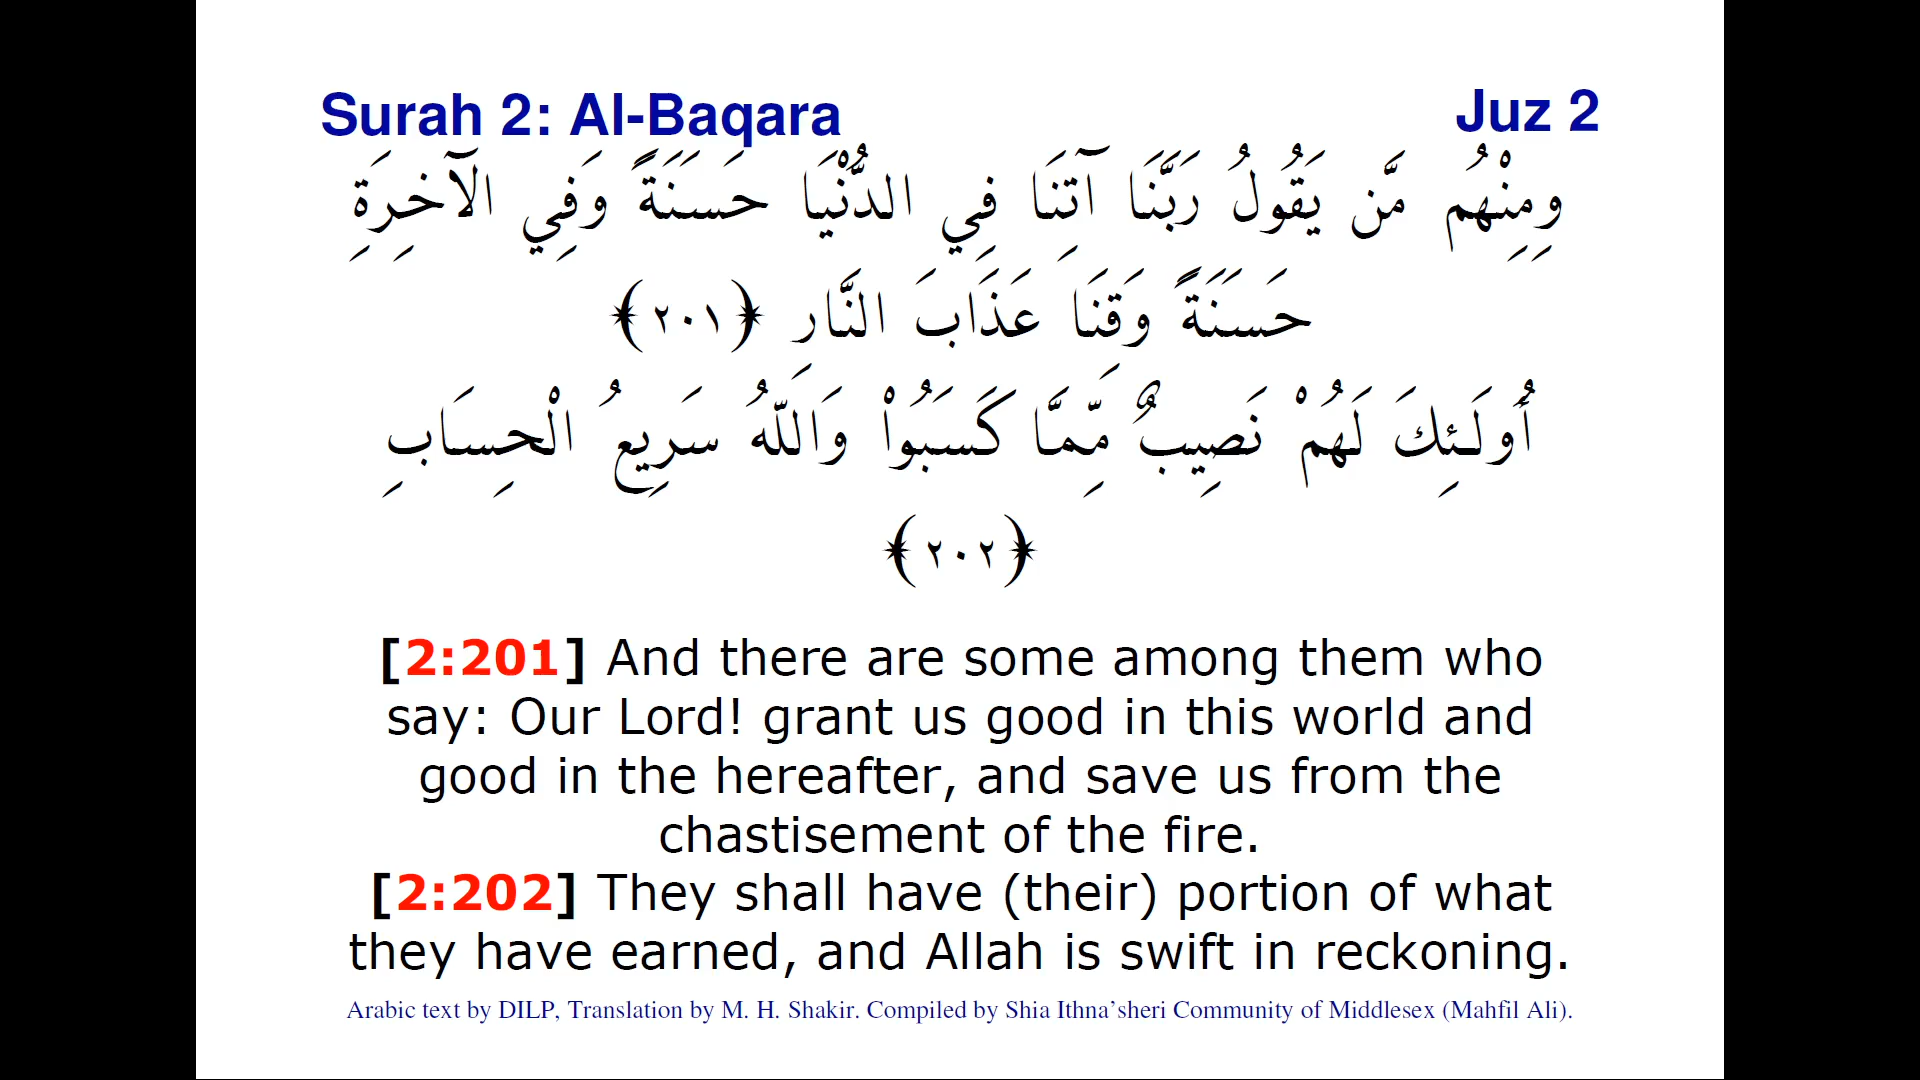 Surah 2: Al-Baqara Juz 2
وِمِنْهُم مَّن يَقُولُ رَبَّنَا آتِنَا فِي الدُّنْيَا حَسَنَةً وَفِي الآخِرَةِ
حَسَنَةً وَقِنَا عَذَابَ النَّارِ ﴿٢٠١﴾
أُولَـئِكَ لَهُمْ نَصِيبٌ مِّمَّا كَسَبُواْ وَاللّهُ سَرِيعُ الْحِسَابِ
﴿٢٠٢﴾
[2:201] And there are some among them who
say: Our Lord! grant us good in this world and
good in the hereafter, and save us from the
chastisement of the fire.
[2:202] They shall have (their) portion of what
they have earned, and Allah is swift in reckoning.
Arabic text by DILP, Translation by M. H. Shakir. Compiled by Shia Ithna’sheri Community of Middlesex (Mahfil Ali).